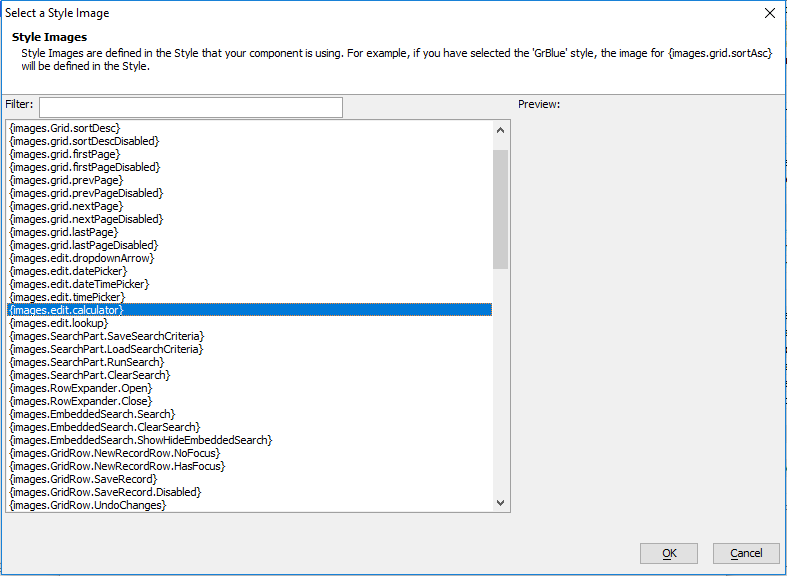 Select a Style Image
Style Images
Style Images are defined in the Style that your component is using. For example, if you have selected the 'GrBlue' style, the image for {images.grid.sortAsc}
will be defined in the Style.
Filter:
Preview:
{images.Grid.sortDesc}
{images.grid.sortDescDisabled}
{images.grid.firstPage}
{images.grid.firstPageDisabled}
{images.grid.prevPage}
{images.grid.prevPageDisabled}
{images.grid.nextPage}
{images.grid.nextPageDisabled}
{images.grid.lastPage}
{images.grid.lastPageDisabled}
{images.edit.dropdownArrow}
{images.edit.datePicker}
{images.edit.dateTimePicker}
{images.edit.timePicker}
{images.edit.calculator}
{images.edit.lookup}
{images.SearchPart.SaveSearchCriteria}
{images.SearchPart.LoadSearchCriteria}
{images.SearchPart.RunSearch}
{images.SearchPart.ClearSearch}
{images.RowExpander.Open}
{images.RowExpander.Close}
{images.EmbeddedSearch.Search}
{images.EmbeddedSearch.ClearSearch}
{images.EmbeddedSearch.ShowHideEmbeddedSearch}
{images.GridRow.NewRecordRow.NoFocus}
{images.GridRow.NewRecordRow.HasFocus}
{images.GridRow.SaveRecord}
{images.GridRow.SaveRecord.Disabled}
{images.GridRow.UndoChanges}
OK
Cancel